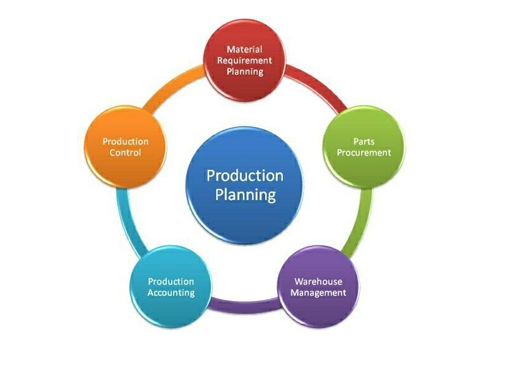 Material
Requirement
Planning
Production
Control
Parts
Procurement
Production
Planning
Production
Accounting
Warehouse
Management